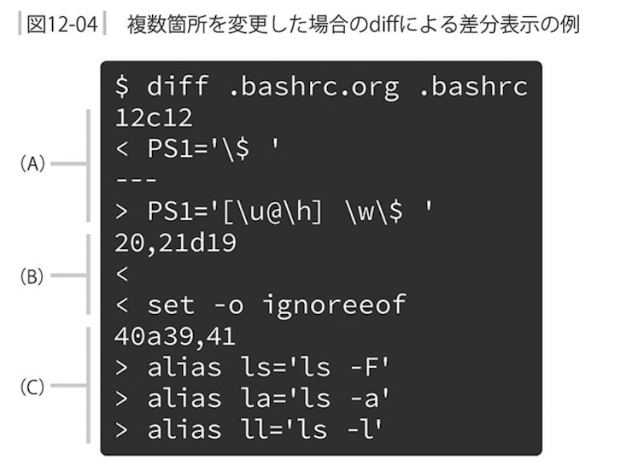 図12-04 複数箇所を変更した場合のdiffによる差分表示の例
$ diff .bashrc.org .bashrc
12c12
< PS1='\$ '
---
> PS1='[\u@\h] \w\$ '
20,21d19
<
< set -o ignoreeof
40a39,41
> alias ls='ls -F'
> alias la='ls -a'
> alias ll='ls -l'
(A)
(B)
(C)